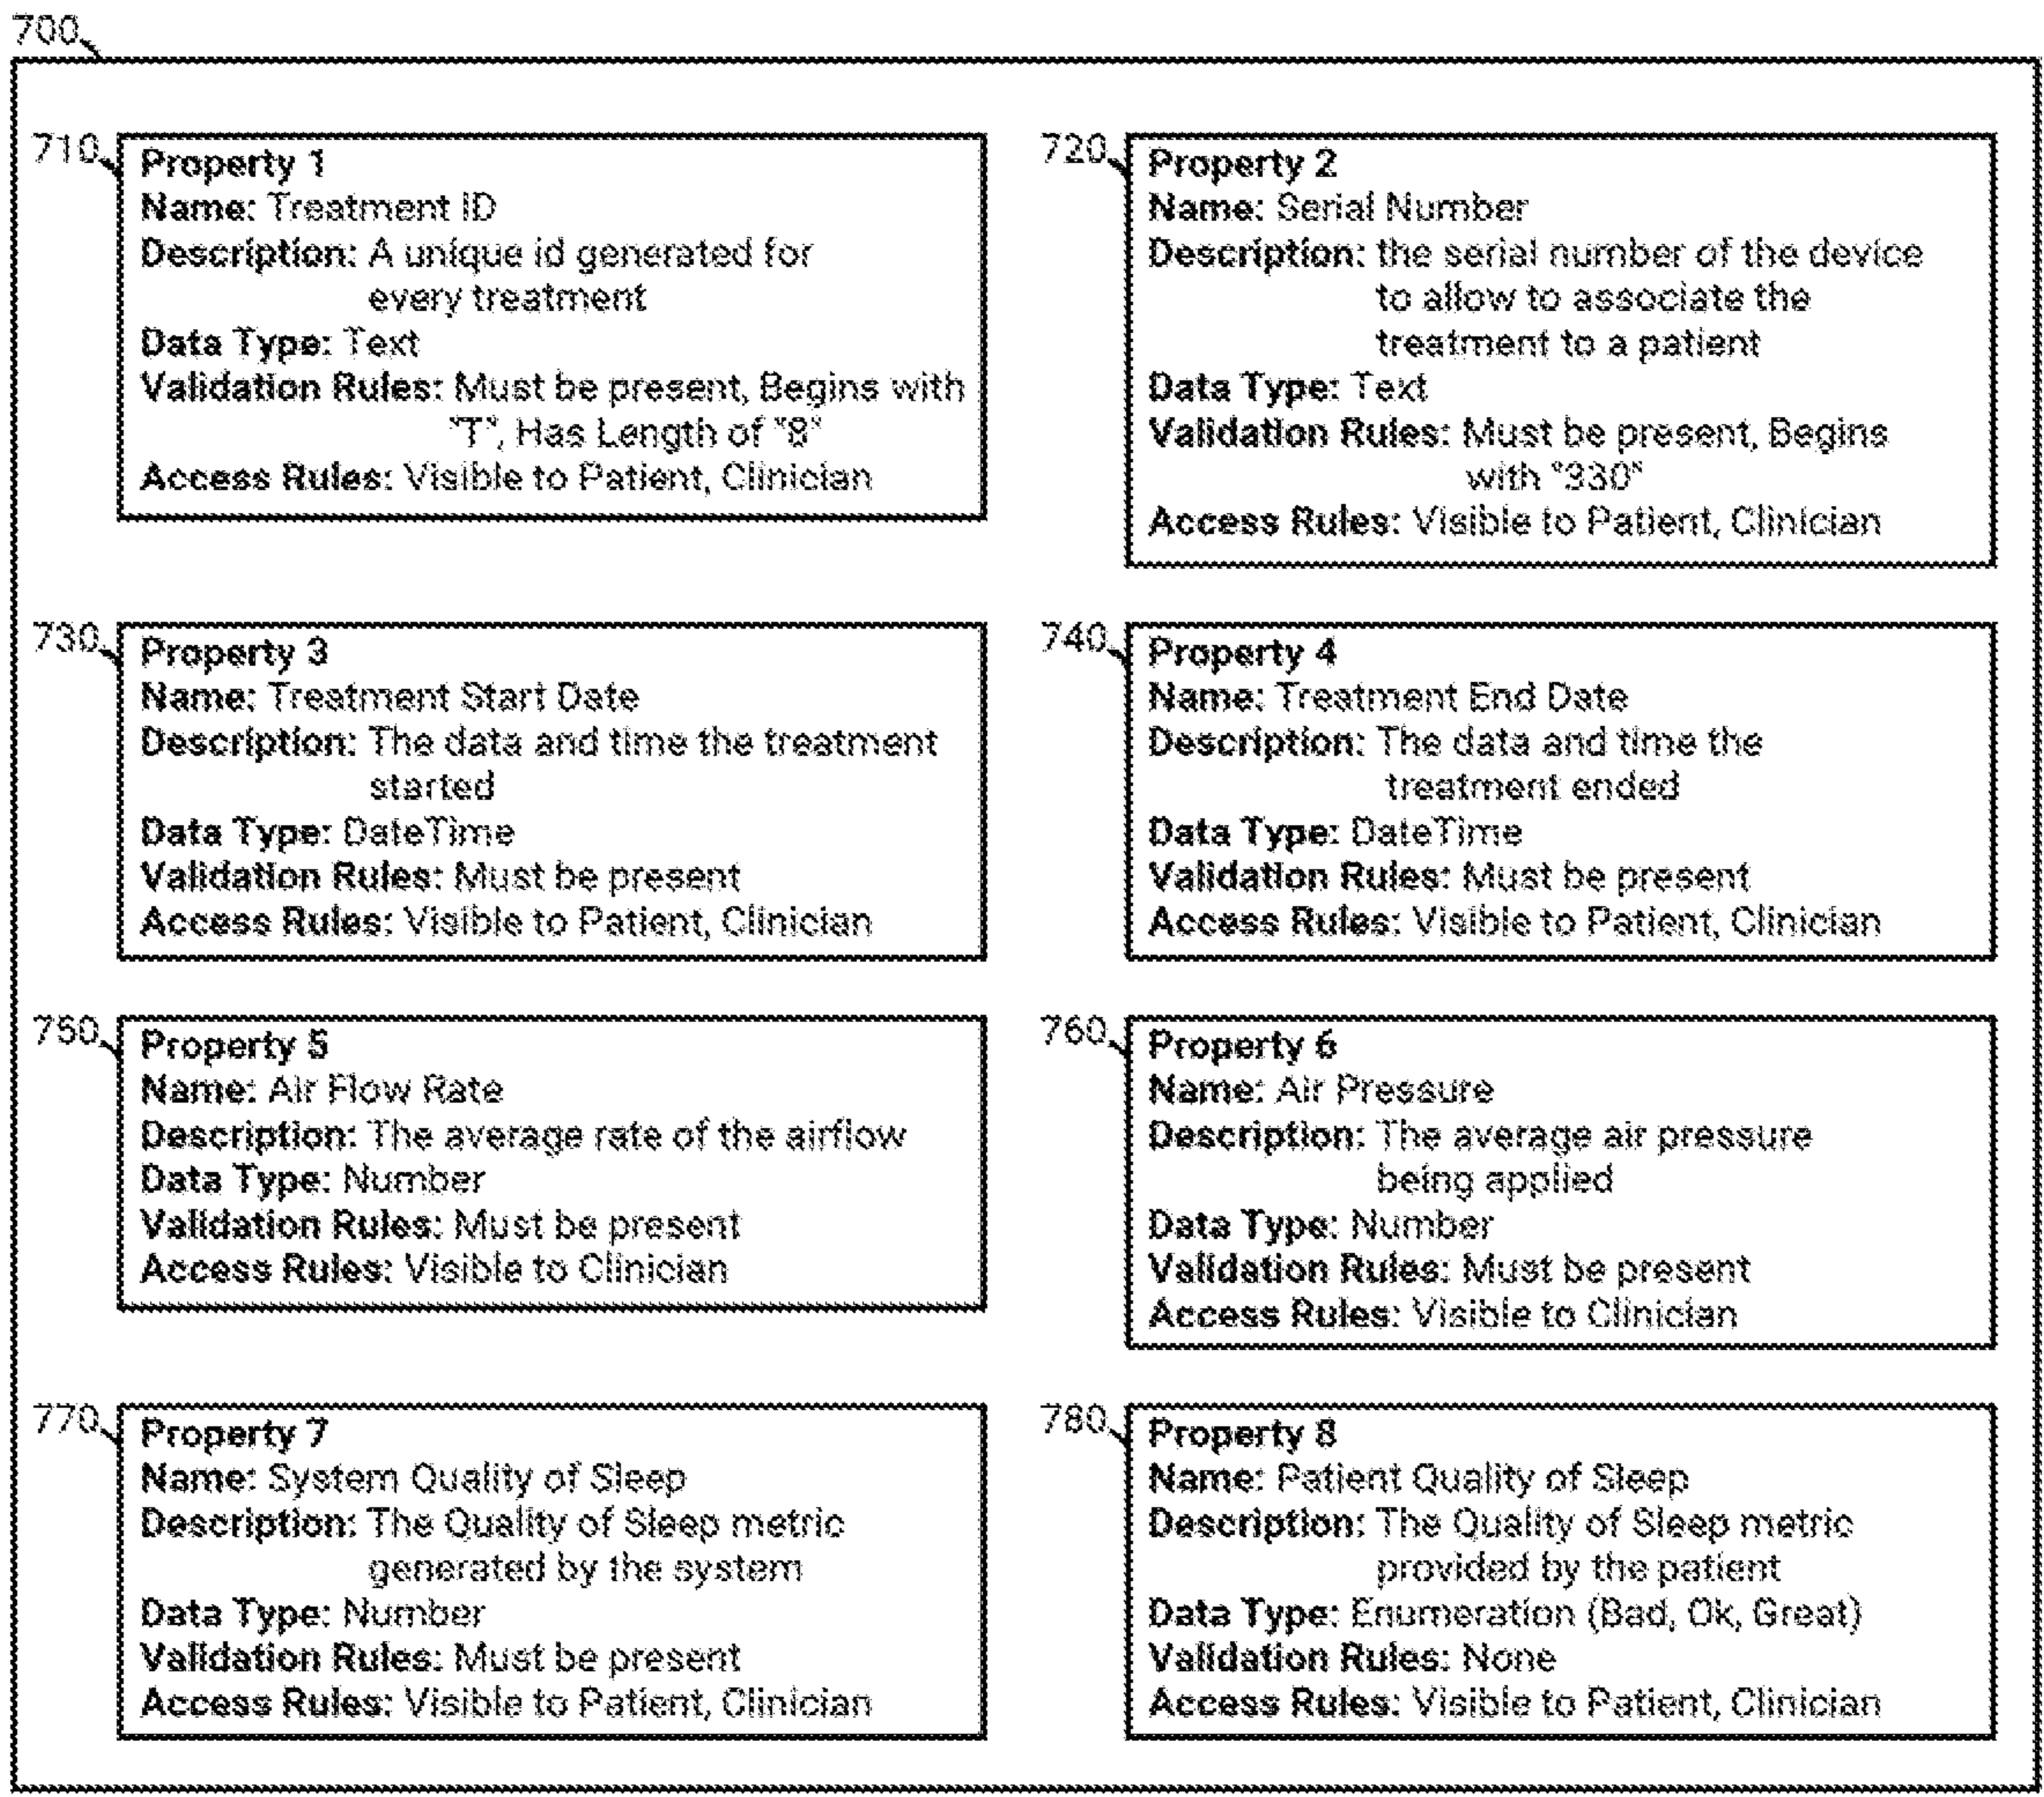 700
710
Property 1
Name: Treatment ID
Description: A unique id generated for
every treatment
Data Type: Text
Validation Rules: Must be present, Begins with
"T", Has Length of "8"
Access Rules: Visible to Patient, Clinician
720
Property 2
Name: Serial Number
Description: the serial number of the device
to allow to associate the
treatment to a patient
Data Type: Text
Validation Rules: Must be present, Begins
with "330"
Access Rules: Visible to Patient, Clinician
730
Property 3
Name: Treatment Start Date
Description: The data and time the treatment
started
Data Type: DateTime
Validation Rules: Must be present
Access Rules: Visible to Patient, Clinician
740
Property 4
Name: Treatment End Date
Description: The data and time the
treatment ended
Data Type: DateTime
Validation Rules: Must be present
Access Rules: Visible to Patient, Clinician
750
Property 5
Name: Air Flow Rate
Description: The average rate of the airflow
Data Type: Number
Validation Rules: Must be present
Access Rules: Visible to Clinician
760
Property 6
Name: Air Pressure
Description: The average air pressure
being applied
Data Type: Number
Validation Rules: Must be present
Access Rules: Visible to Clinician
770
Property 7
Name: System Quality of Sleep
Description: The Quality of Sleep metric
generated by the system
Data Type: Number
Validation Rules: Must be present
Access Rules: Visible to Patient, Clinician
780
Property 8
Name: Patient Quality of Sleep
Description: The Quality of Sleep metric
provided by the patient
Data Type: Enumeration (Bad, Ok, Great)
Validation Rules: None
Access Rules: Visible to Patient, Clinician